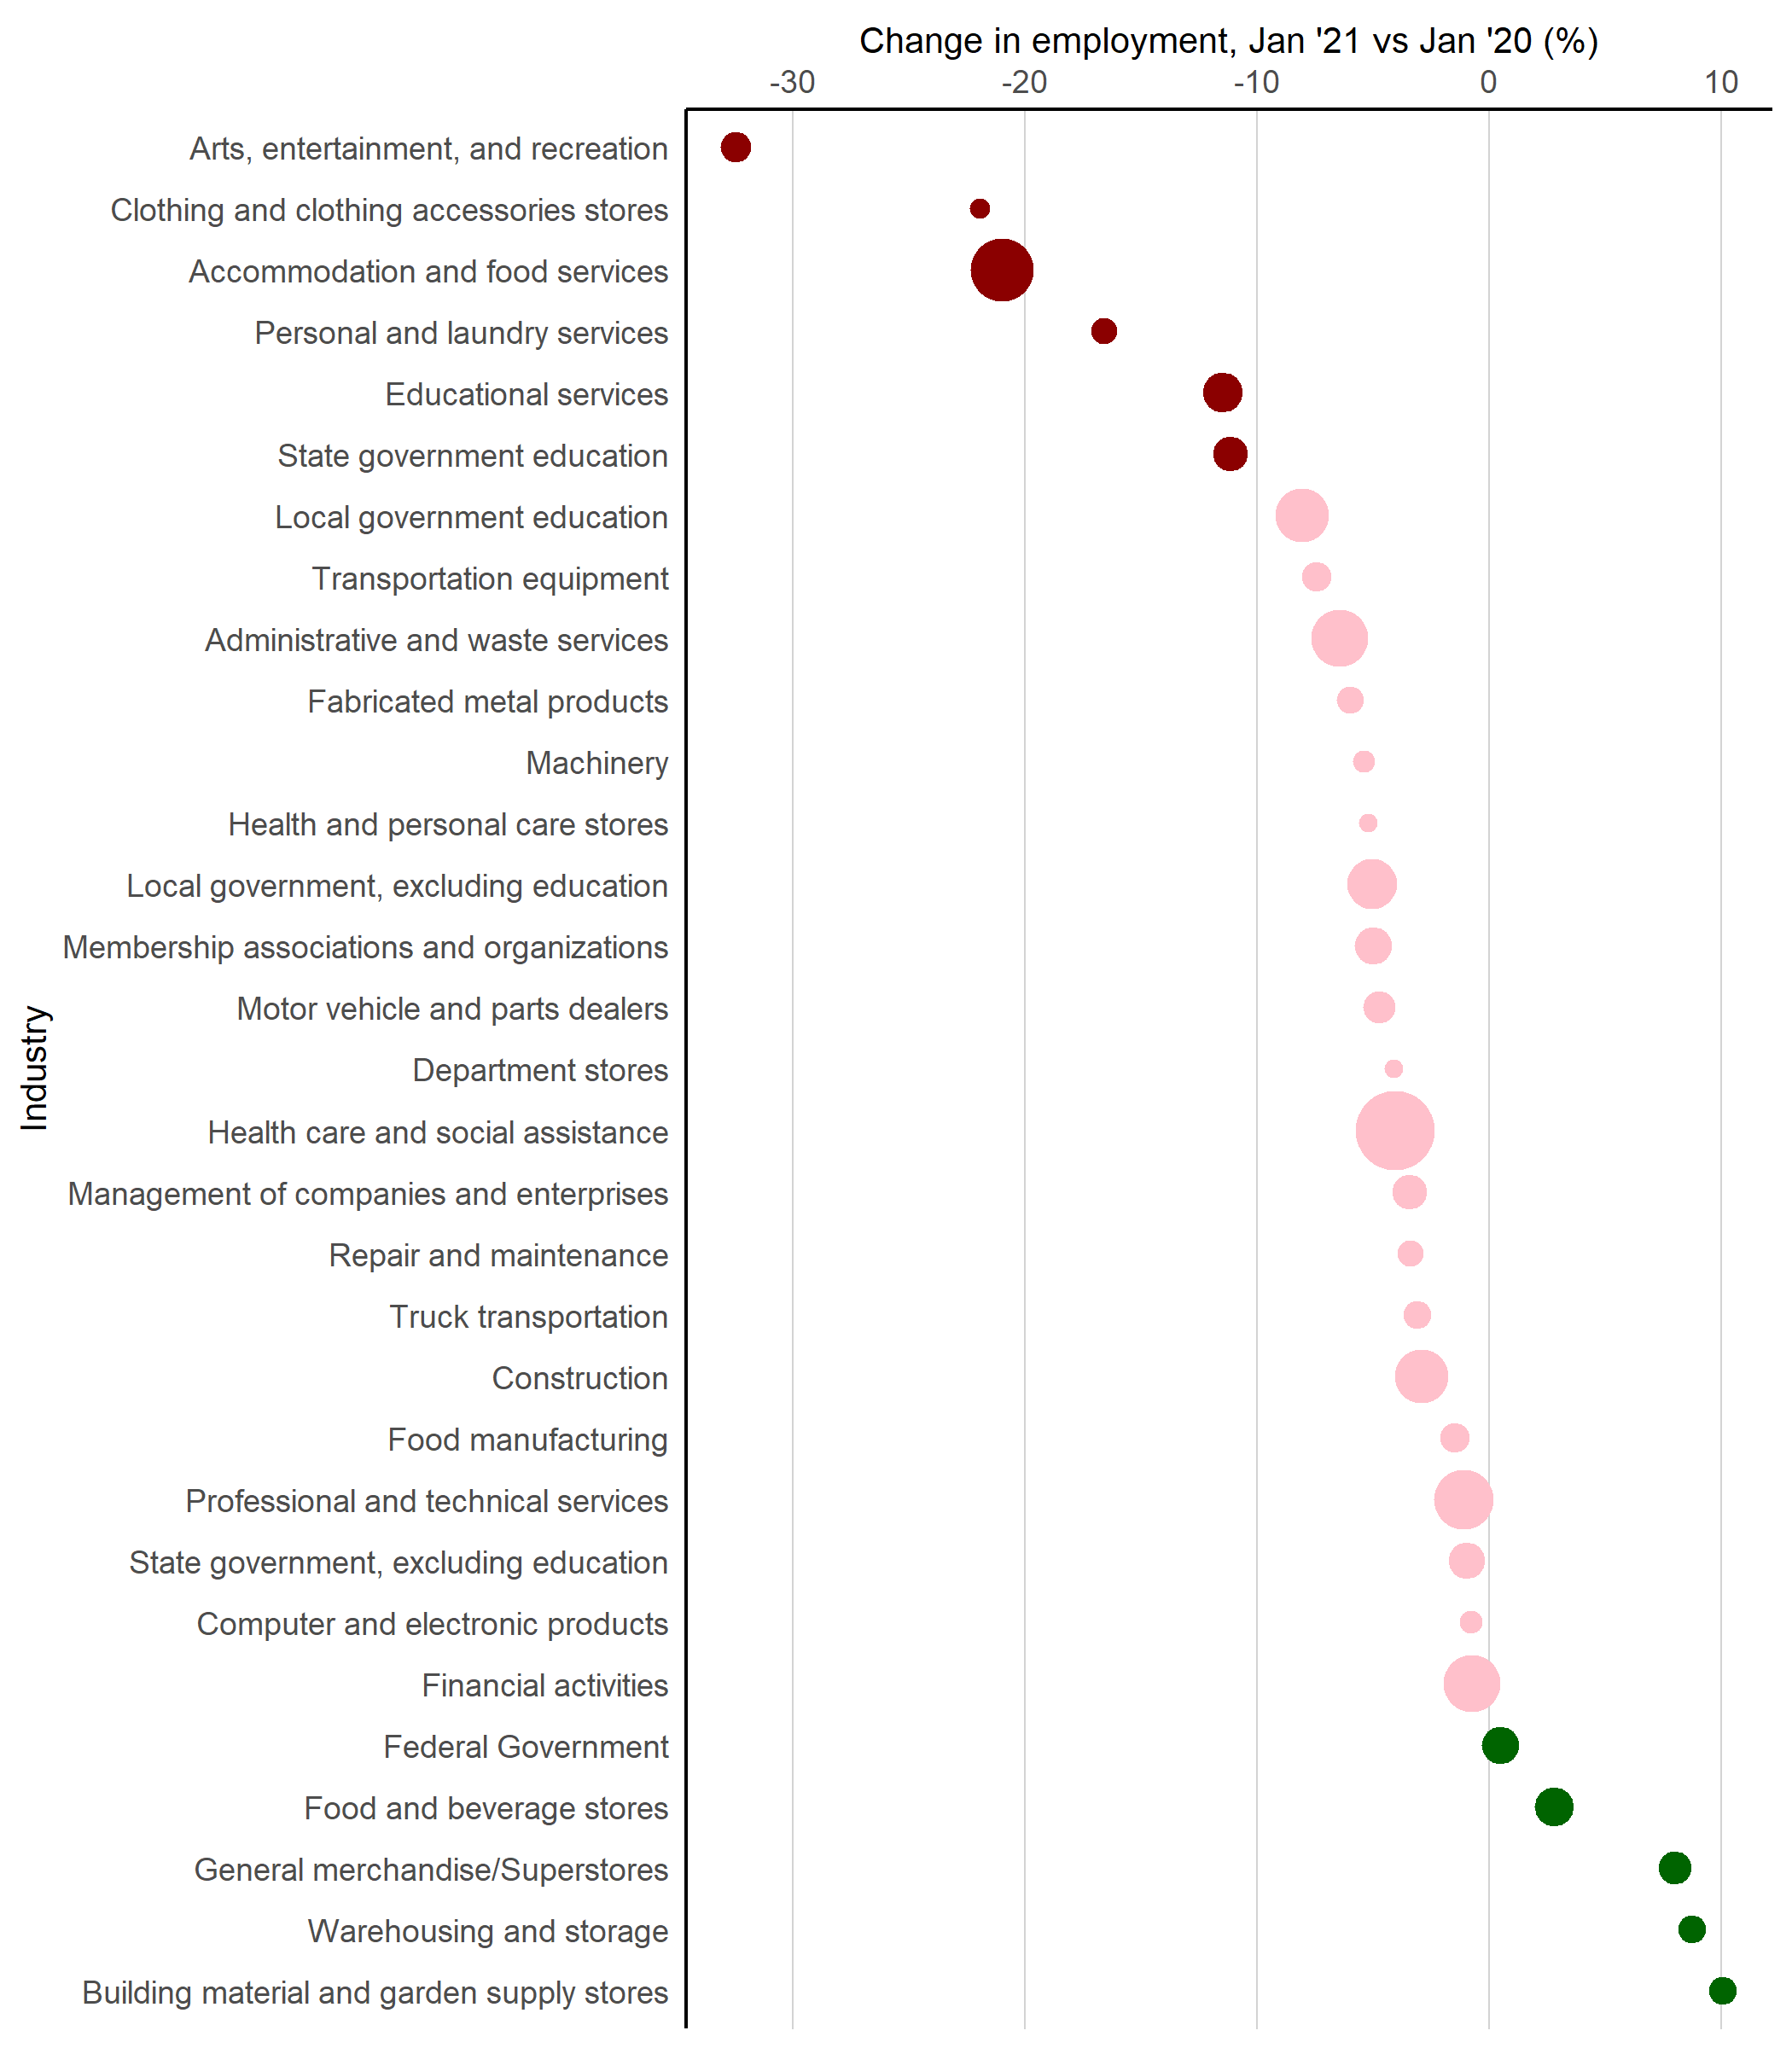 Change in employment, Jan '21 vs Jan '20 (%)
-30 -20 -10 0 10
Arts, entertainment, and recreation
Clothing and clothing accessories stores
Accommodation and food services
Personal and laundry services
Educational services
State government education
Local government education
Transportation equipment
Administrative and waste services
Fabricated metal products
Machinery
Health and personal care stores
Local government, excluding education
Membership associations and organizations
Motor vehicle and parts dealers
Department stores
Health care and social assistance
Management of companies and enterprises
Repair and maintenance
Truck transportation
Construction
Food manufacturing
Professional and technical services
State government, excluding education
Computer and electronic products
Financial activities
Federal Government
Food and beverage stores
General merchandise/Superstores
Warehousing and storage
Building material and garden supply stores
Industry